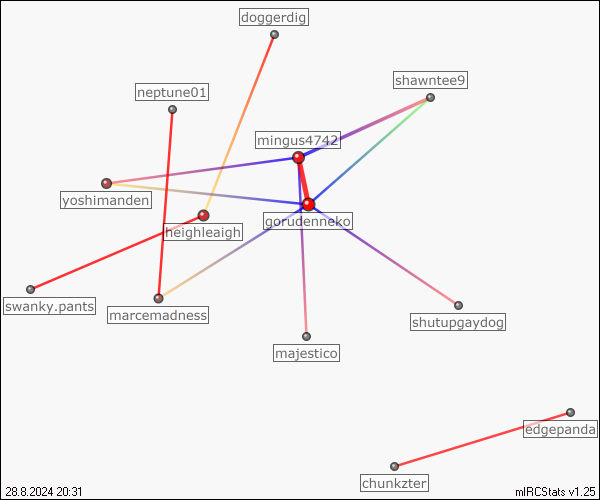 doggerdig
shawntee9
neptune01
mingus4742
yoshimanden
gorudenneko
heighleaigh
swanky.pants
marcemadness
shutupgaydog
majestico
edgepanda
chunkzter
28.8.2024 20:31
mIRCStats v1.25